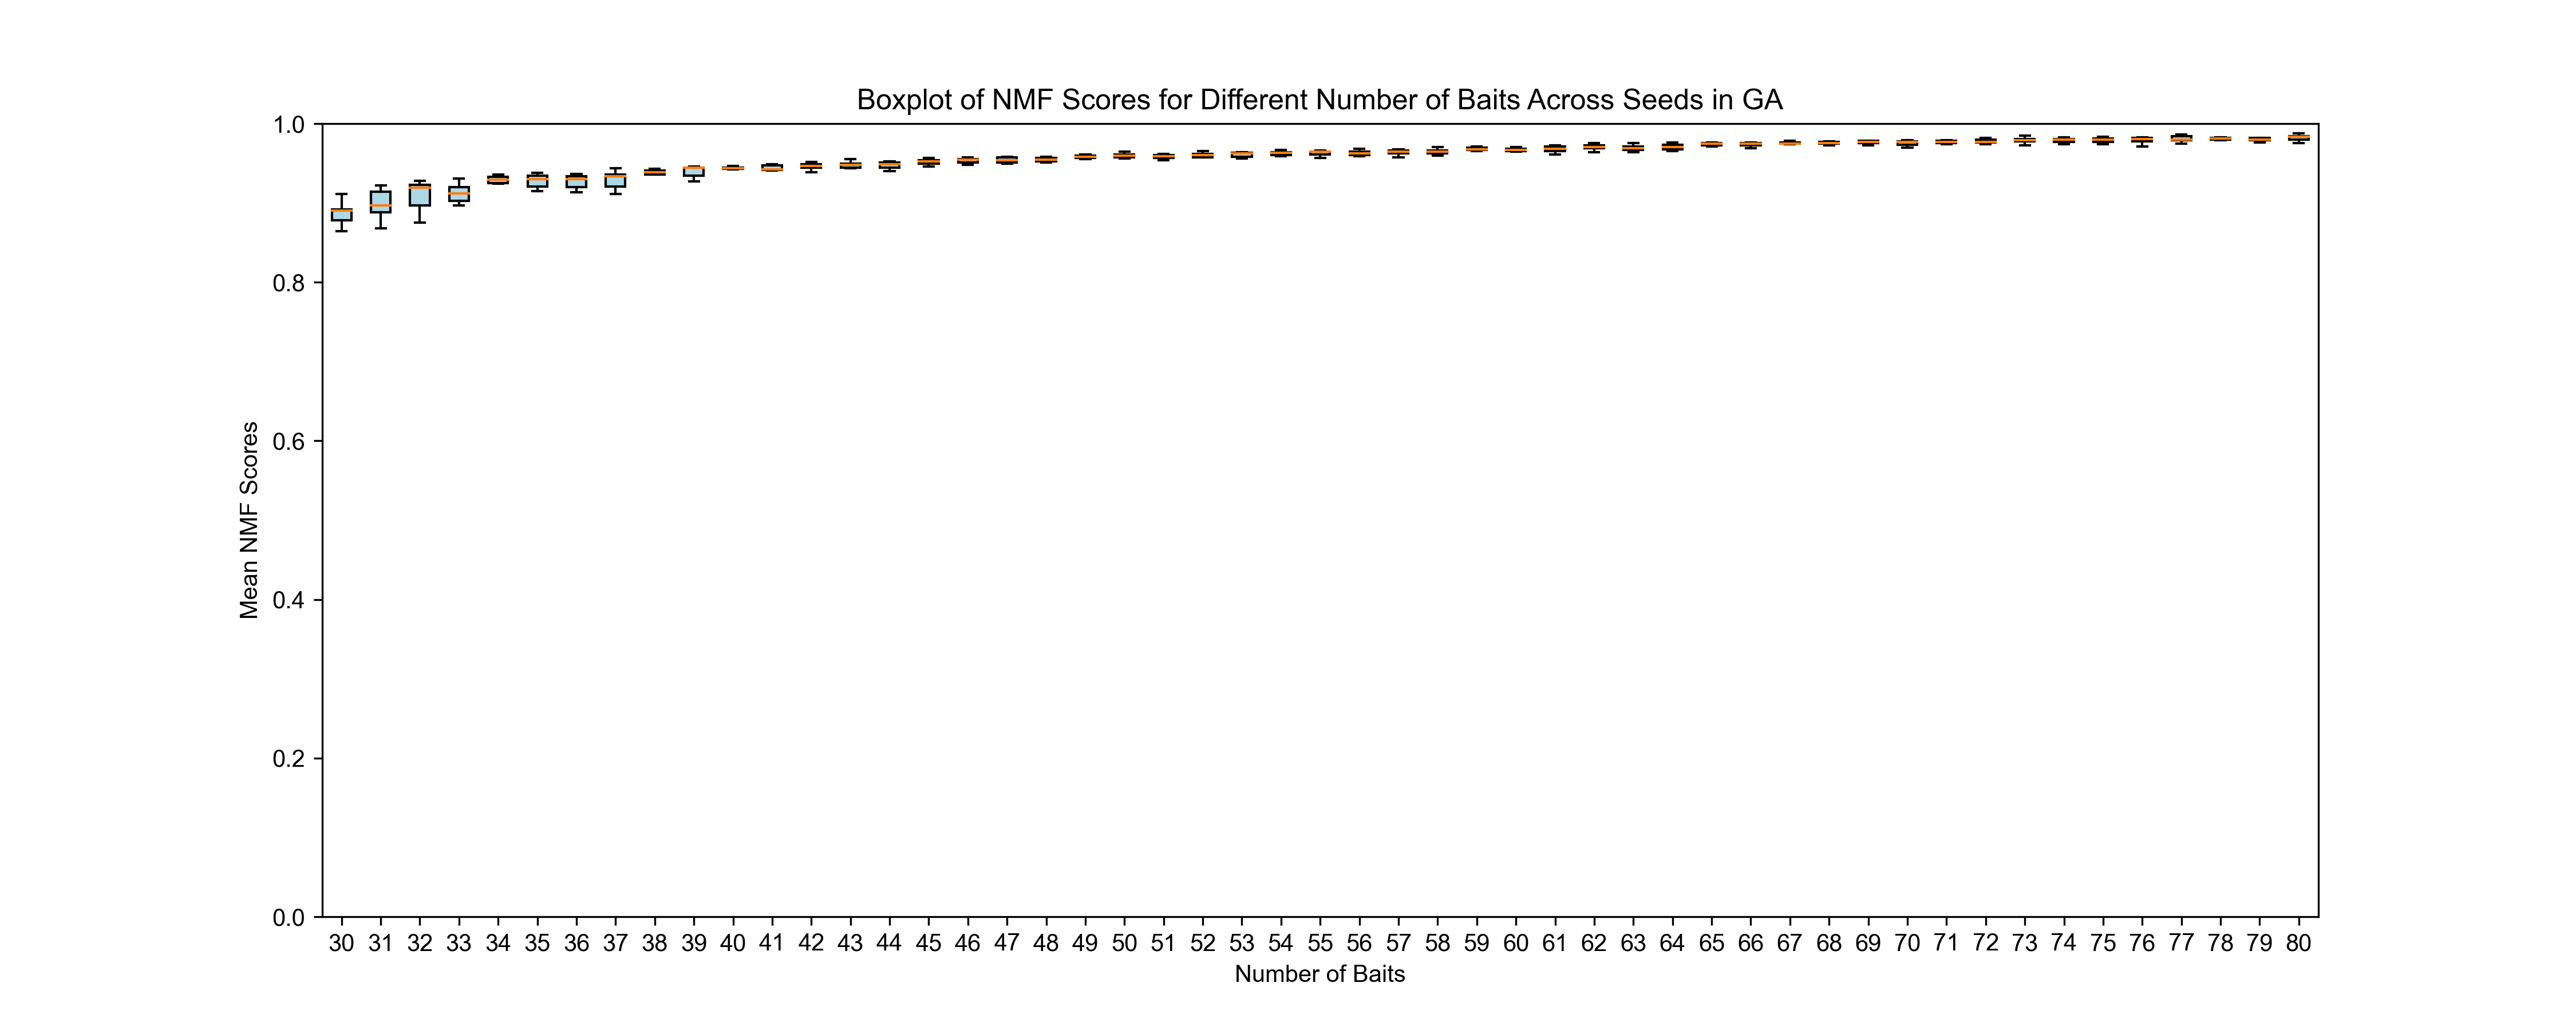 Boxplot of NMF Scores for Different Number of Baits Across Seeds in GA
1.0
0.8
0.6
0.4
0.2
0.0
Mean NMF Scores
30 31 32 33 34 35 36 37 38 39 40 41 42 43 44 45 46 47 48 49 50 51 52 53 54 55 56 57 58 59 60 61 62 63 64 65 66 67 68 69 70 71 72 73 74 75 76 77 78 79 80
Number of Baits